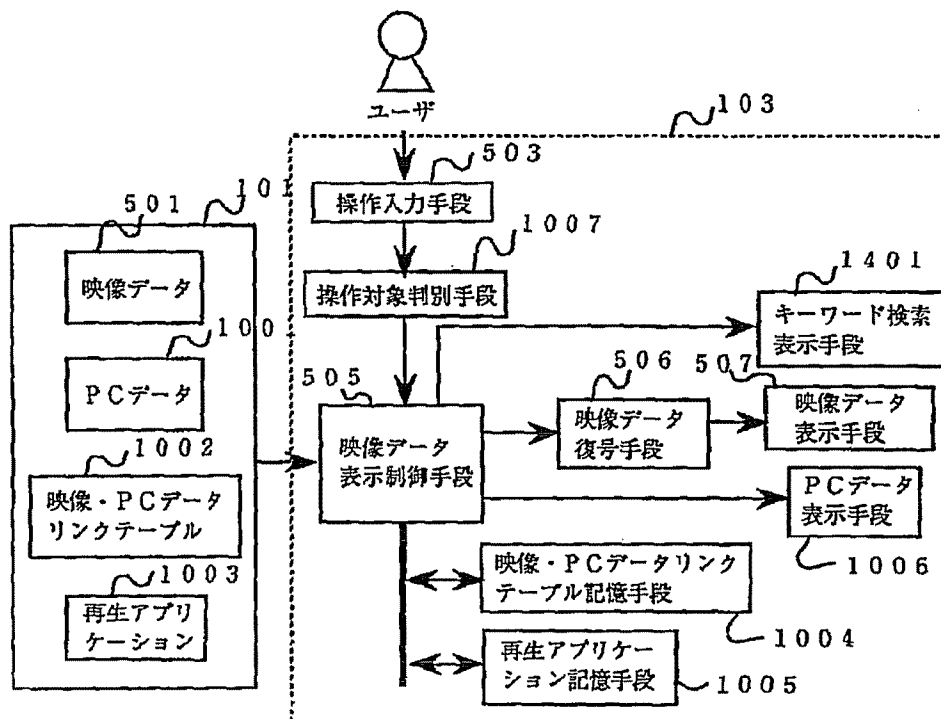 ユーザ
103
503
操作入力手段
1007
操作対象判別手段
101
501
映像データ
100
PCデータ
1002
映像・PCデータ
リンクテーブル
1003
再生アプリ
ケーション
505
映像データ
表示制御手段
506
映像データ
復号手段
507
映像データ
表示手段
1401
キーワード検索
表示手段
PCデータ
表示手段
1006
映像・PCデータリンク
テーブル記憶手段
1004
再生アプリケー
ション記憶手段
1005